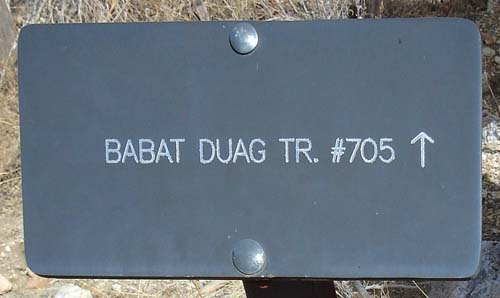 BABAT DUAG TR. #705 ↑